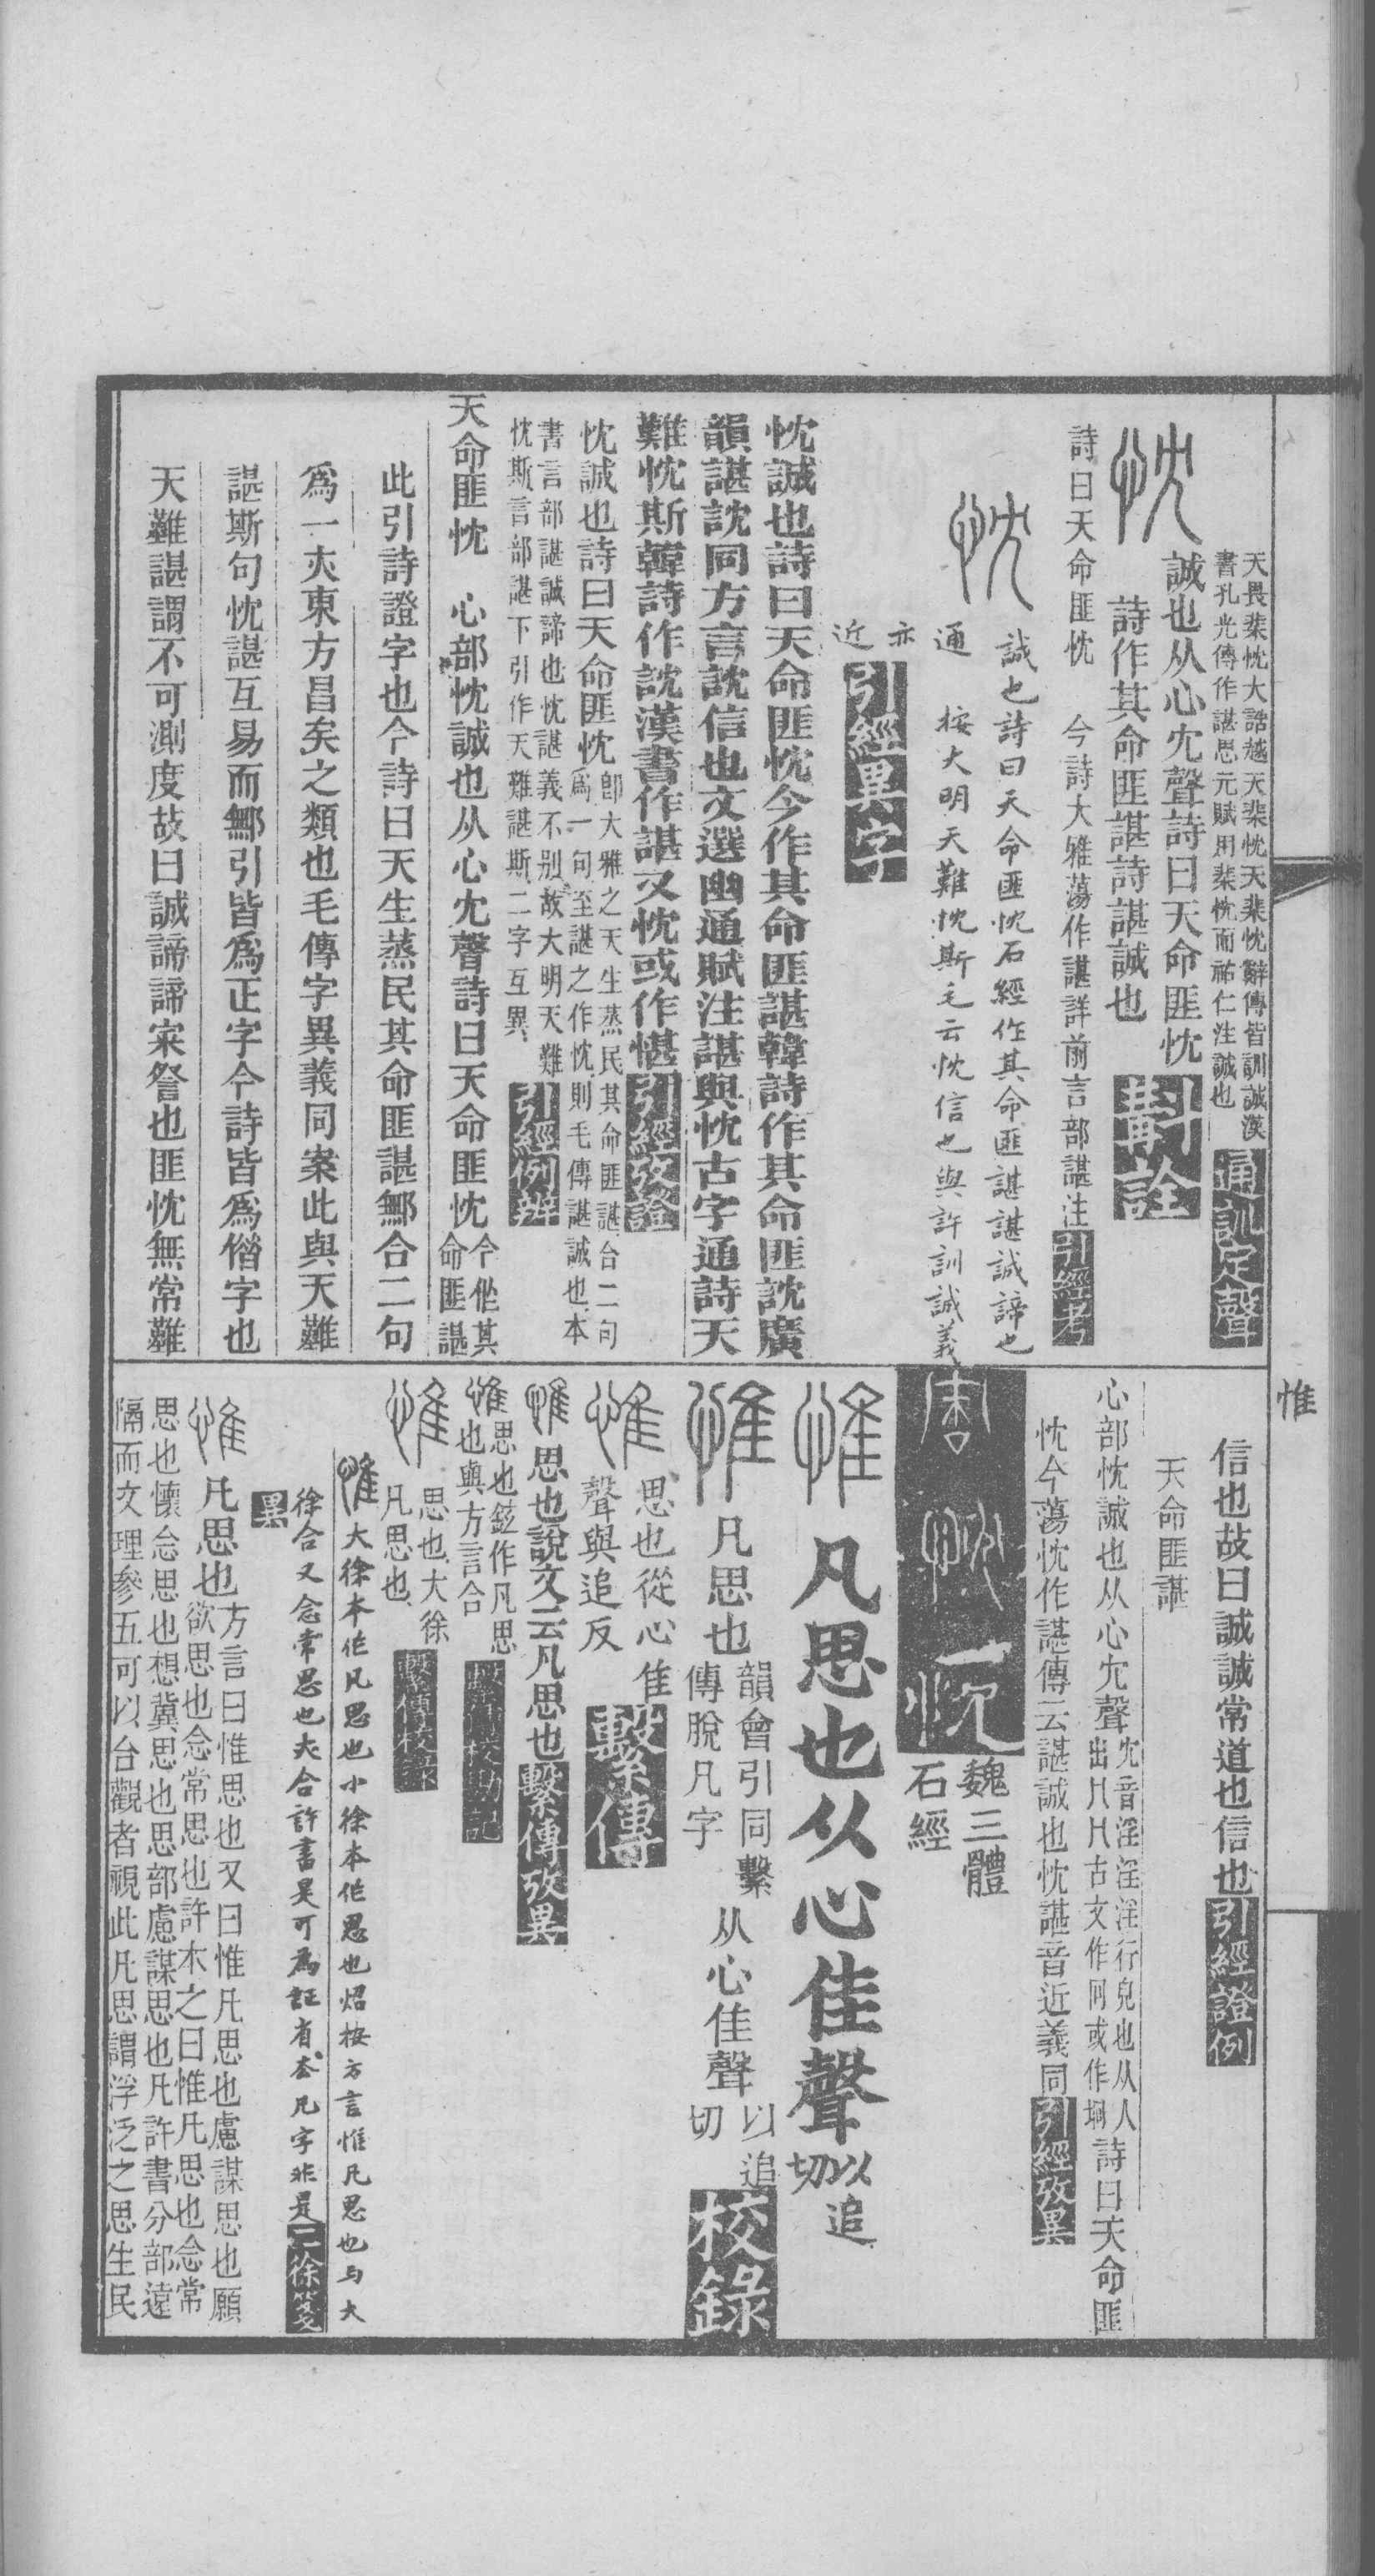 天畏棐忱大誥越天棐忱天棐忱辭傳皆訓誠漢
書孔光傳作諶思元賦用棐忱而祐仁注誠也
通訓定聲
忱
誠也从心冘聲詩曰天命匪忱
詩作其命匪諶詩諶誠也
斠詮
詩曰天命匪忱 今詩大雅蕩作諶詳前言部諶注
引經考
忱
誠也詩曰天命匪忱石經作其命匪諶諶誠諦也
通 按大明天難忱斯毛云忱信也與許訓誠義
亦
近
引經異字
忱誠也詩曰天命匪忱今作其命匪諶韓詩作其命匪訦廣
韻諶訦同方言訦信也文選幽通賦注諶與忱古字通詩天
難忱斯韓詩作訦漢書作諶又忱或作愖
引經攷證
忱誠也詩曰天命匪忱
卽大雅之天生蒸民其命匪諶合二句
爲一句至諶之作忱則毛傳諶誠也本
書言部諶誠諦也忱諶義不別故大明天難
忱斯言部諶下引作天難諶斯二字互異
引經例辨
天命匪忱 心部忱誠也从心冘聲詩曰天命匪忱
今作其
命匪諶
此引詩證字也今詩曰天生蒸民其命匪諶鄦合二句
爲一夾東方昌矣之類也毛傳字異義同案此與天難
諶斯句忱諶互易而鄦引皆爲正字今詩皆爲偕字也
天難諶謂不可測度故曰誠諦諦宷詧也匪忱無常難
惟
信也故曰誠誠常道也信也
引經證例
天命匪諶
心部忱誠也从心冘聲
冘音淫淫淫行皃也从人
出冂冂古文作冋或作坰
詩曰天命匪
忱今蕩忱作諶傳云諶誠也忱諶音近義同
引經攷異
忱
魏三體
石經
惟
凡思也从心隹聲
以追
切
惟
凡思也
韻會引同繫
傳脫凡字
从心隹聲
以追
切
校錄
惟
思也從心隹
聲與追反
繫傳
惟
思也說文云凡思也
繫傳攷異
惟
思也鉉作凡思
也與方言合
繫傳校勘記
惟
思也大徐
凡思也
繫傳校錄
惟
大徐本作凡思也小徐本作思也炤按方言惟凡思也与大
徐合又念常思也夫合許書是可為証省厺凡字非是
二徐箋異
惟
凡思也
方言曰惟思也又曰惟凡思也慮謀思也願
欲思也念常思也許本之曰惟凡思也念常
思也懷念思也想冀思也思部慮謀思也凡許書分部遠
隔而文理參五可以合觀者視此凡思謂浮泛之思生民